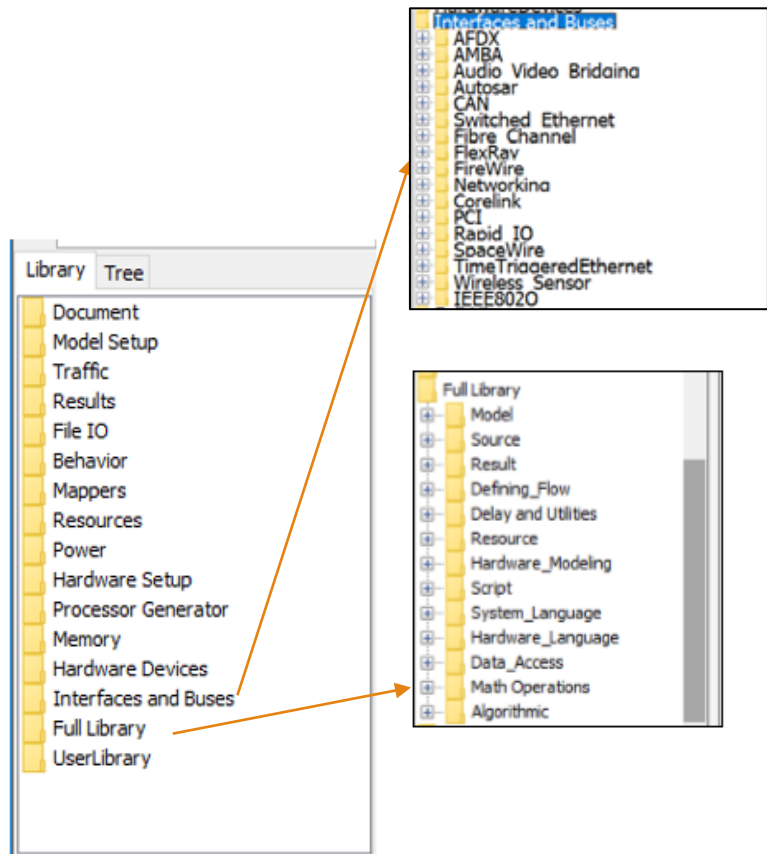 Library
Tree
Document
Model Setup
Traffic
Results
File IO
Behavior
Mappers
Resources
Power
Hardware Setup
Processor Generator
Memory
Hardware Devices
Interfaces and Buses
Full Library
UserLibrary
Interfaces and Buses
AFDX
AMBA
Audio Video Bridging
Autosar
CAN
Switched Ethernet
Fibre Channel
FlexRay
FireWire
Networking
Corelink
PCI
Rapid IO
SpaceWire
TimeTriggeredEthernet
Wireless Sensor
IEEE802O
Full Library
Model
Source
Result
Defining_Flow
Delay and Utilities
Resource
Hardware_Modeling
Script
System_Language
Hardware_Language
Data_Access
Math Operations
Algorithmic